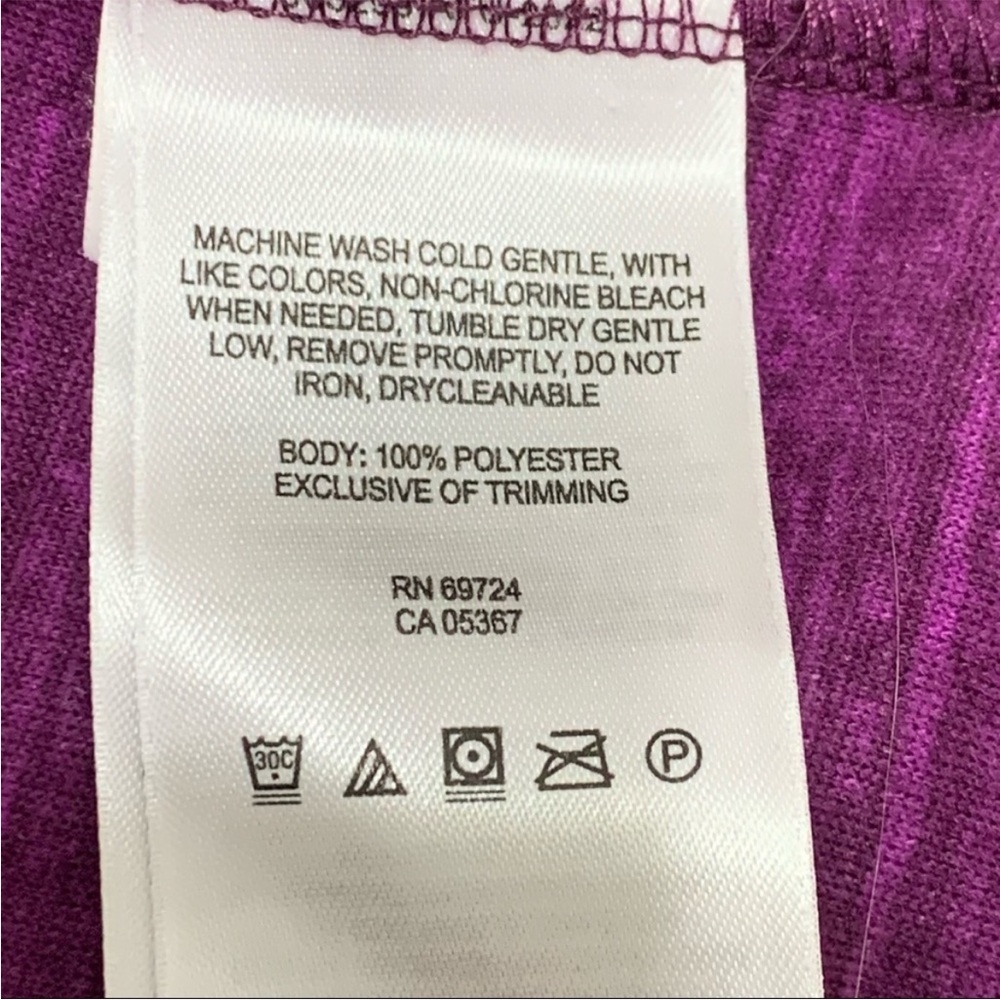 MACHINE WASH COLD GENTLE, WITH
LIKE COLORS, NON-CHLORINE BLEACH
WHEN NEEDED, TUMBLE DRY GENTLE
LOW, REMOVE PROMPTLY, DO NOT
IRON, DRYCLEANABLE
BODY: 100% POLYESTER
EXCLUSIVE OF TRIMMING
RN 69724
CA 05367
30C P